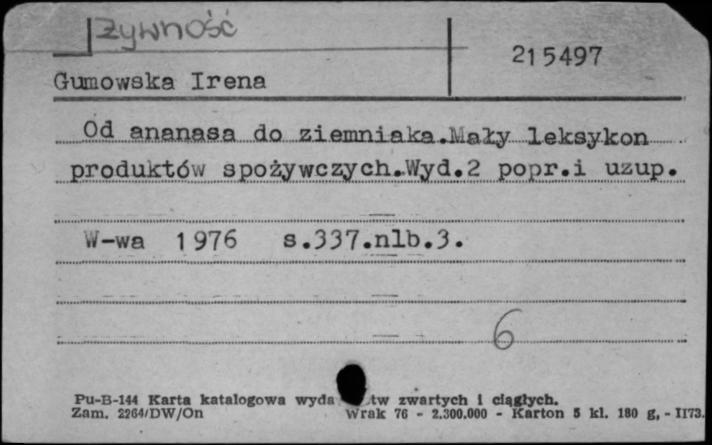 żywność
215497
Gumowska Irena
Od ananasa do ziemniaka.Mały leksykon
produktów spożywczych.Wyd.2 popr.i uzup.
W-wa 1976 s.337.nlb.3.
6
Pu-B-144 Karta katalogowa wyda tw zwartych i ciągłych.
Zam. 2264/DW/On Wrak 76 - 2.300.000 - Karton 5 kl. 180 g, - II73.